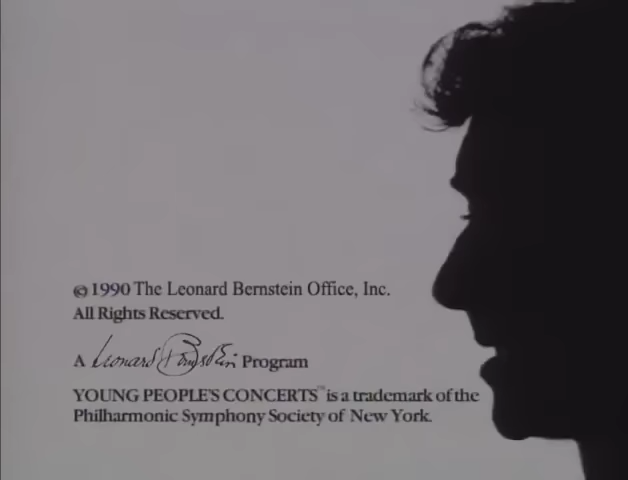 © 1990 The Leonard Bernstein Office, Inc.
All Rights Reserved.
A Leonard Bernstein Program
YOUNG PEOPLE'S CONCERTS™ is a trademark of the
Philharmonic Symphony Society of New York.